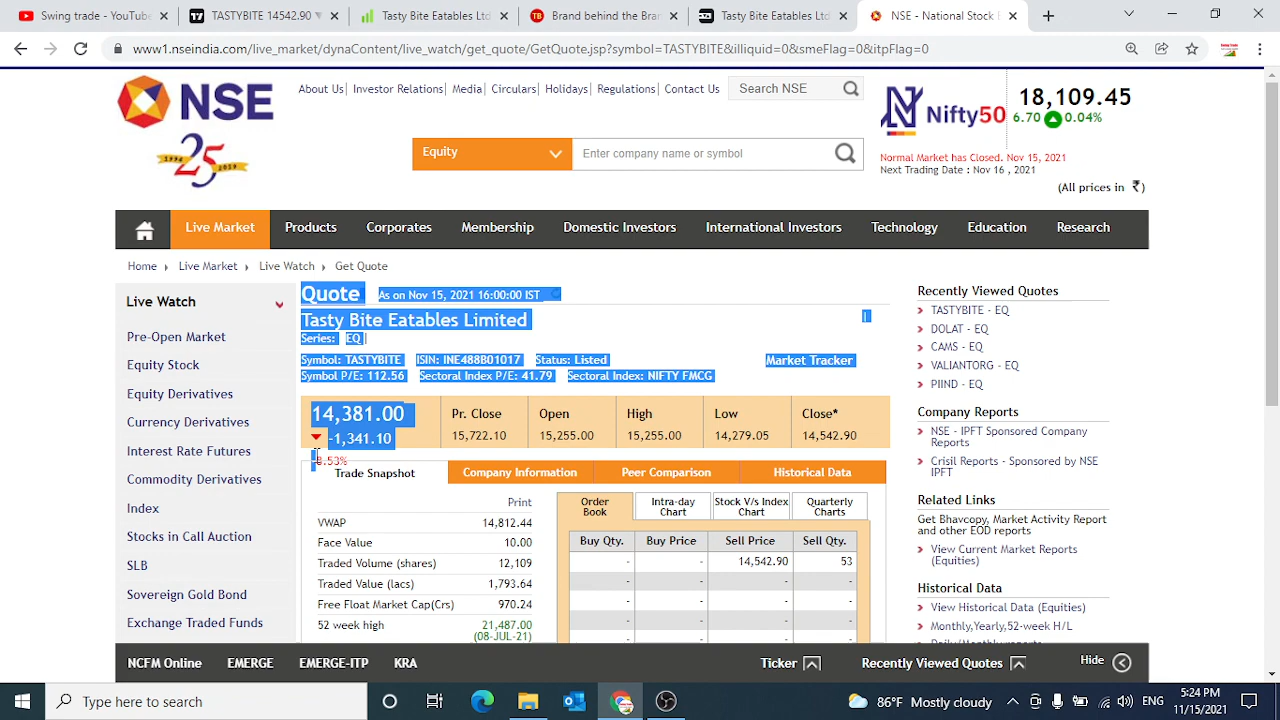 Swing trade - YouTube
TASTYBITE 14542.90
Tasty Bite Eatables Ltd
Brand behind the Bra
Tasty Bite Eatables Ltd
NSE - National Stock E
www1.nseindia.com/live_market/dynaContent/live_watch/get_quote/GetQuote.jsp?symbol=TASTYBITE&illiquid=0&smeFlag=0&itpFlag=0
NSE
25
About Us| Investor Relations| Media| Circulars| Holidays| Regulations| Contact Us
Search NSE
Nifty50
18,109.45
6.70 0.04%
Equity
Enter company name or symbol
Normal Market has Closed. Nov 15, 2021
Next Trading Date : Nov 16 , 2021
(All prices in ₹)
Live Market
Products
Corporates
Membership
Domestic Investors
International Investors
Technology
Education
Research
Home › Live Market › Live Watch › Get Quote
Live Watch
Pre-Open Market
Equity Stock
Equity Derivatives
Currency Derivatives
Interest Rate Futures
Commodity Derivatives
Index
Stocks in Call Auction
SLB
Sovereign Gold Bond
Exchange Traded Funds
Quote As on Nov 15, 2021 16:00:00 IST
Tasty Bite Eatables Limited
Series: EQ |
Symbol: TASTYBITE ISIN: INE488B01017 Status: Listed Market Tracker
Symbol P/E: 112.56 Sectoral Index P/E: 41.79 Sectoral Index: NIFTY FMCG
14,381.00 Pr. Close Open High Low Close*
-1,341.10 15,722.10 15,255.00 15,255.00 14,279.05 14,542.90
8.53%
Trade Snapshot
Company Information
Peer Comparison
Historical Data
Print
VWAP 14,812.44
Face Value 10.00
Traded Volume (shares) 12,109
Traded Value (lacs) 1,793.64
Free Float Market Cap(Crs) 970.24
52 week high 21,487.00
(08-JUL-21)
Order Book
Intra-day Chart
Stock V/s Index Chart
Quarterly Charts
Buy Qty. Buy Price Sell Price Sell Qty.
- - 14,542.90 53
- - - -
- - - -
- - - -
- - - -
Recently Viewed Quotes
TASTYBITE - EQ
DOLAT - EQ
CAMS - EQ
VALIANTORG - EQ
PIIND - EQ
Company Reports
NSE - IPFT Sponsored Company
Reports
Crisil Reports - Sponsored by NSE
IPFT
Related Links
Get Bhavcopy, Market Activity Report
and other EOD reports
View Current Market Reports
(Equities)
Historical Data
View Historical Data (Equities)
Monthly,Yearly,52-week H/L
Daily/Monthly reports
NCFM Online
EMERGE
EMERGE-ITP
KRA
Ticker
Recently Viewed Quotes
Hide
Type here to search
86°F Mostly cloudy
ENG
5:24 PM
11/15/2021